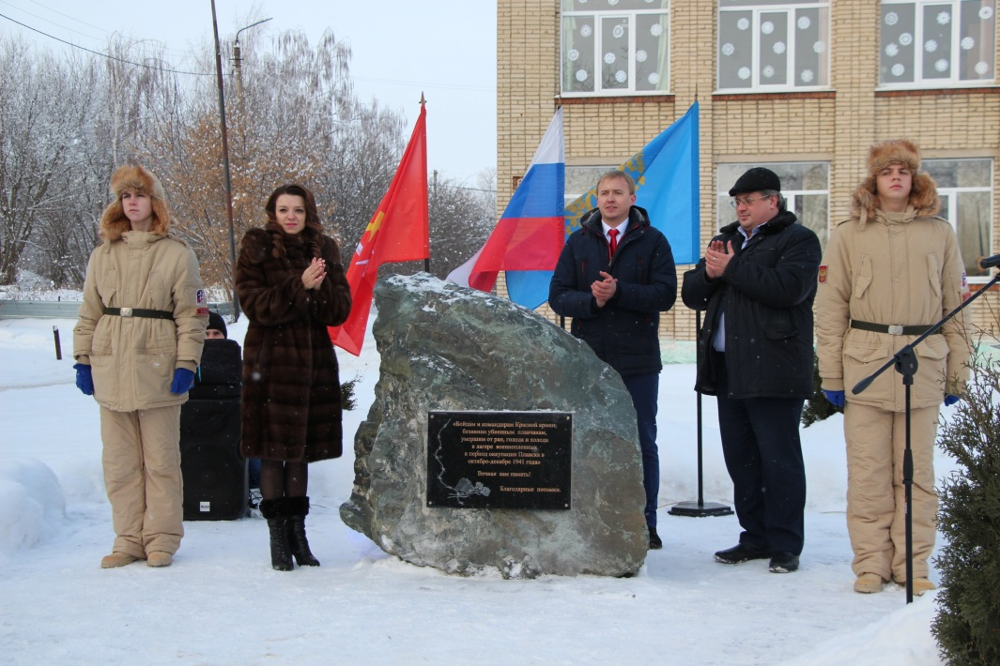 «Бойцам и командирам Красной армии,
безвинно убиенным плавчанам,
умершим от ран, голода и холода
в лагере военнопленных
в период оккупации Плавска в
октябре-декабре 1941 года»
Вечная вам память!
Благодарные потомки.